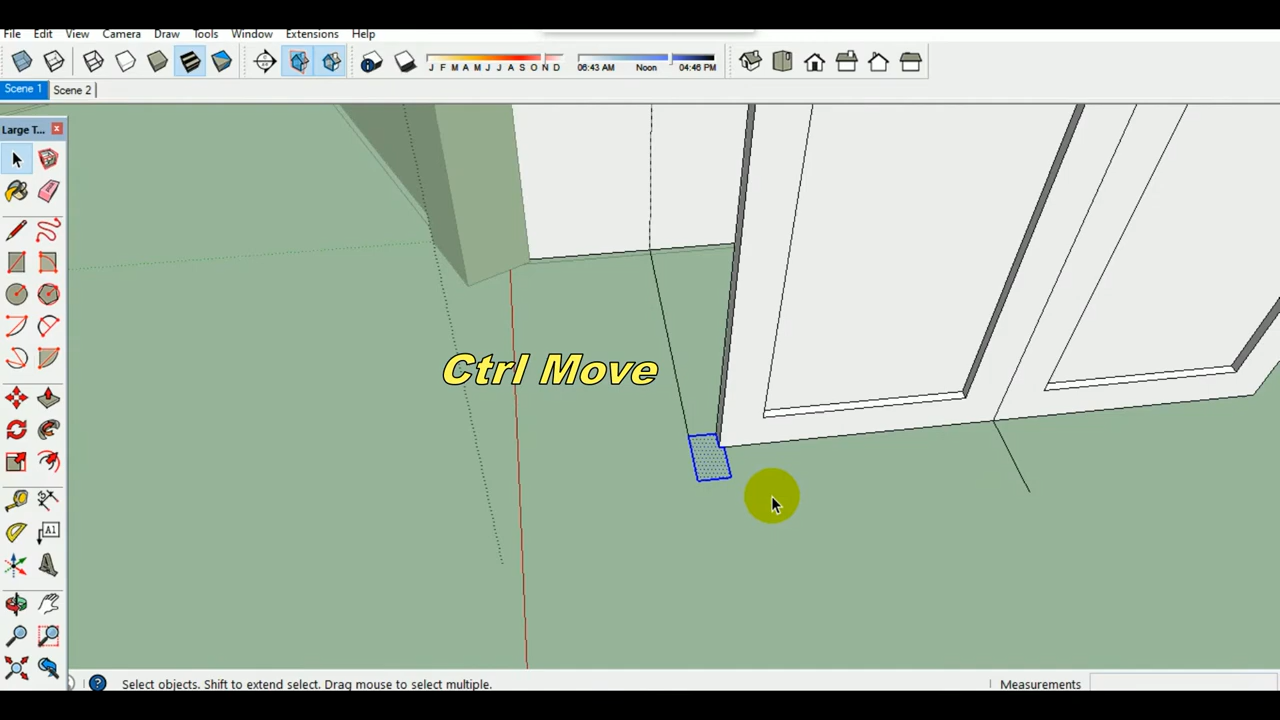 File Edit View Camera Draw Tools Window Extensions Help
J F M A M J J A S O N D
06:43 AM Noon 04:46 PM
Scene 1 Scene 2
Large T...
A1
Ctrl Move
Select objects. Shift to extend select. Drag mouse to select multiple.
Measurements